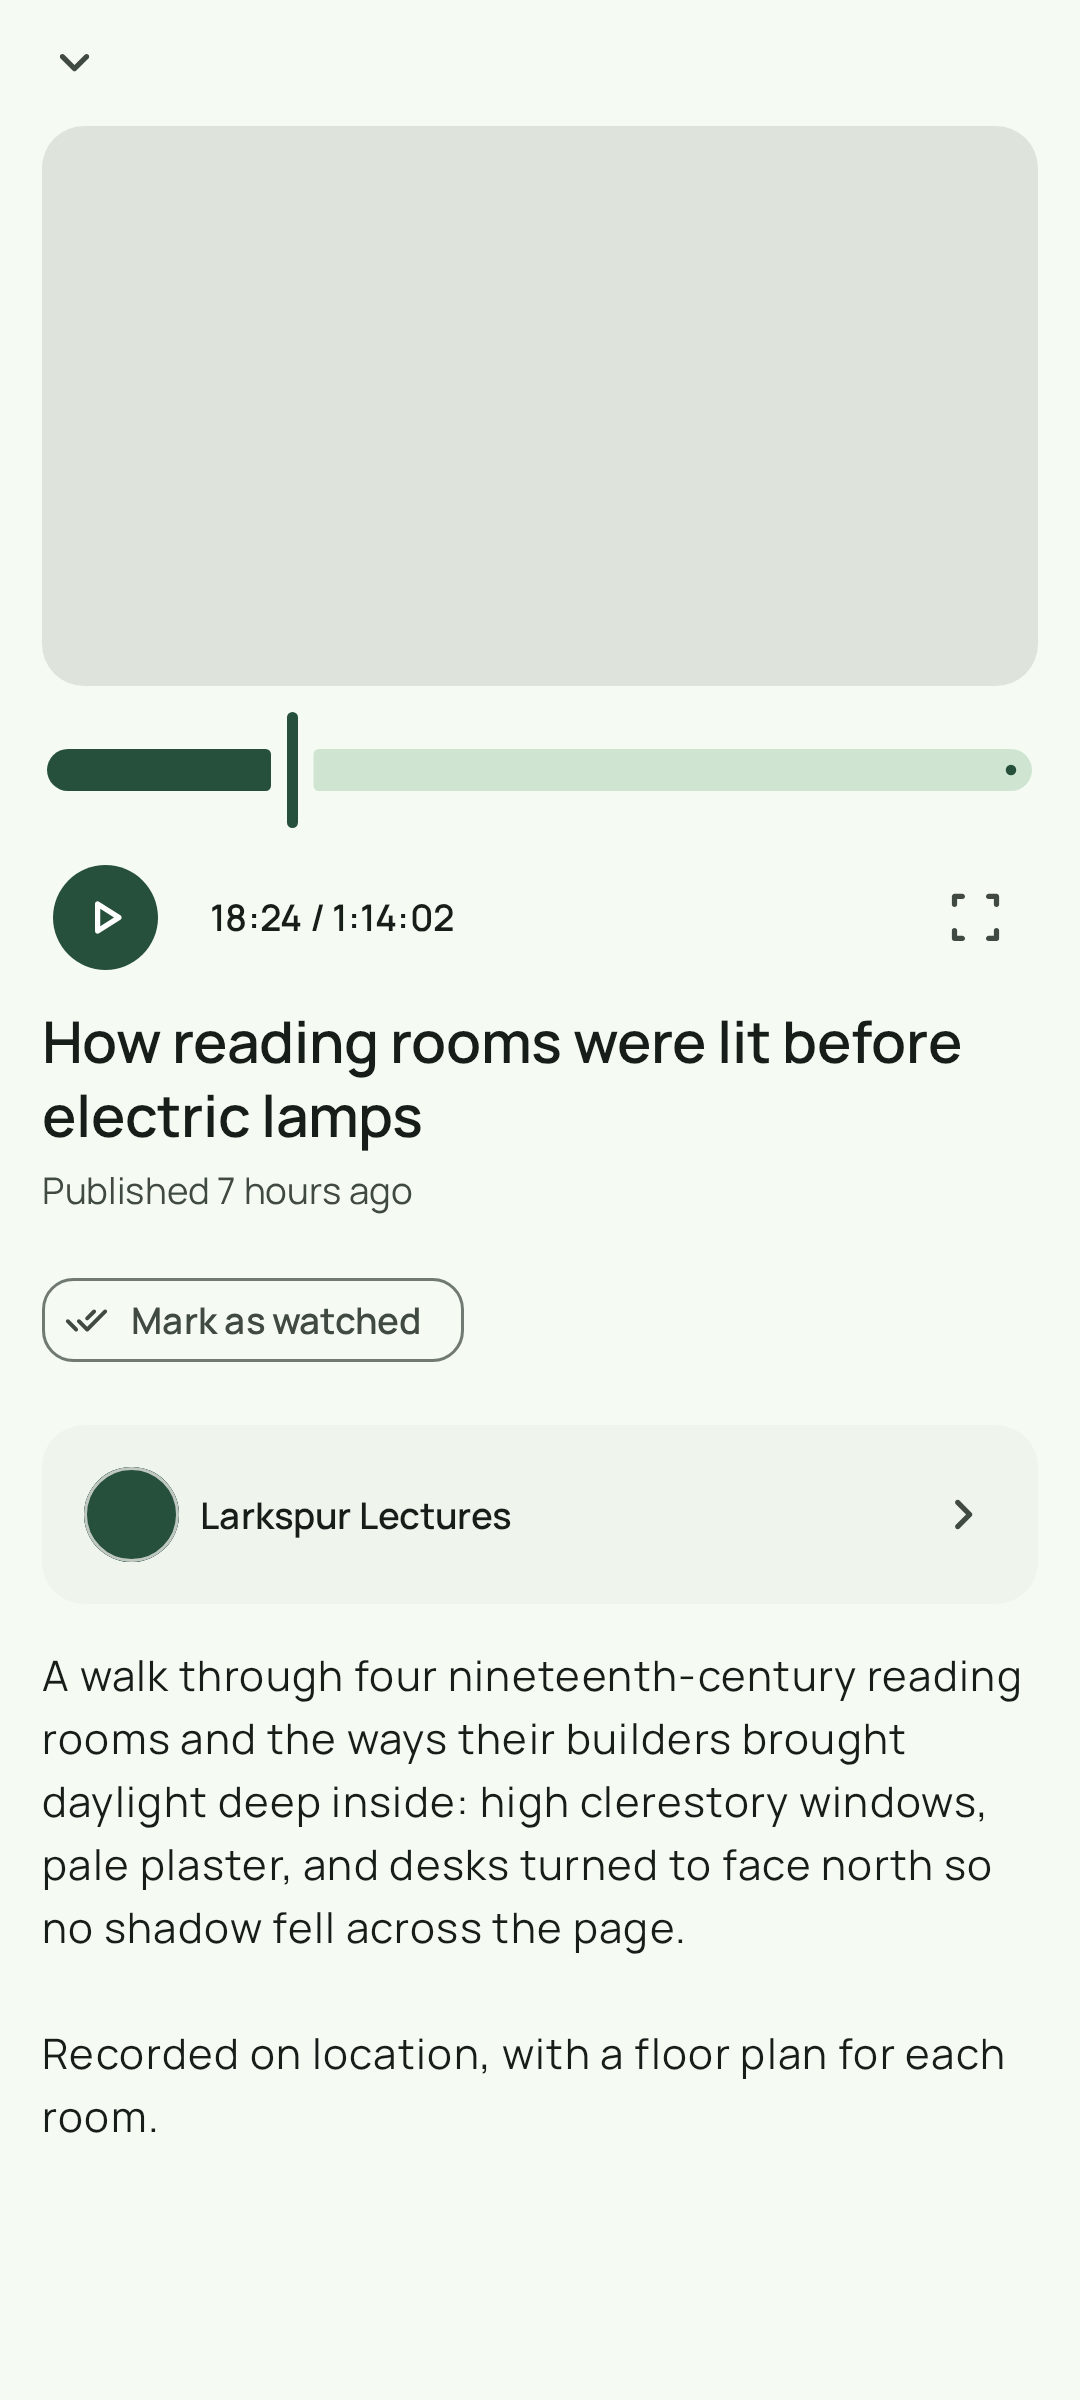 18:24 / 1:14:02
How reading rooms were lit before
electric lamps
Published 7 hours ago
Mark as watched
Larkspur Lectures
A walk through four nineteenth-century reading
rooms and the ways their builders brought
daylight deep inside: high clerestory windows,
pale plaster, and desks turned to face north so
no shadow fell across the page.
Recorded on location, with a floor plan for each
room.